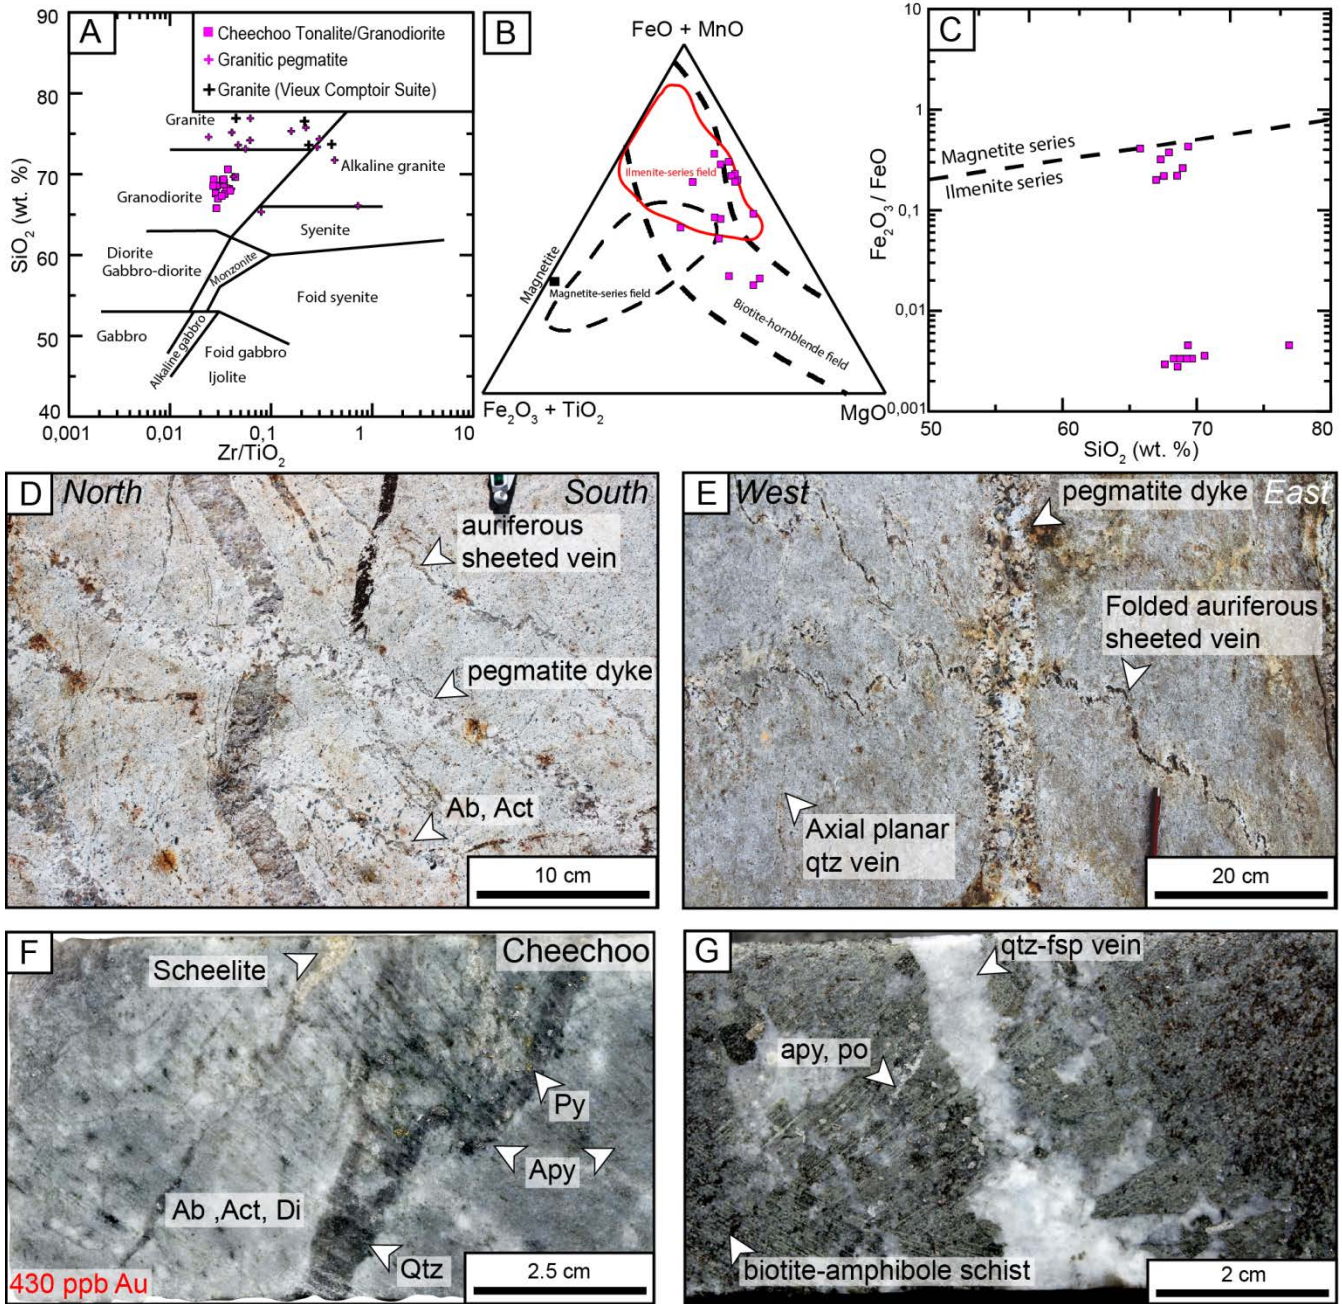 A
Cheechoo Tonalite/Granodiorite
Granitic pegmatite
Granite (Vieux Comptoir Suite)
SiO2 (wt. %)
90
80
70
60
50
40
Granite
Alkaline granite
Granodiorite
Syenite
Diorite
Gabbro-diorite
Monzonite
Foid syenite
Gabbro
Alkaline gabbro
Foid gabbro
Ijolite
0,001
0,01
0,1
1
10
Zr/TiO2
B
FeO + MnO
Ilmenite-series field
Magnetite
Magnetite-series field
Biotite-hornblende field
Fe2O3 + TiO2
MgO
C
Fe2O3 / FeO
10
1
0,1
0,01
0,001
Magnetite series
Ilmenite series
50
60
70
80
SiO2 (wt. %)
D
North
South
auriferous
sheeted vein
pegmatite dyke
Ab, Act
10 cm
E
West
East
pegmatite dyke
Folded auriferous
sheeted vein
Axial planar
qtz vein
20 cm
F
Cheechoo
Scheelite
Py
Apy
Ab ,Act, Di
Qtz
430 ppb Au
2.5 cm
G
qtz-fsp vein
apy, po
biotite-amphibole schist
2 cm